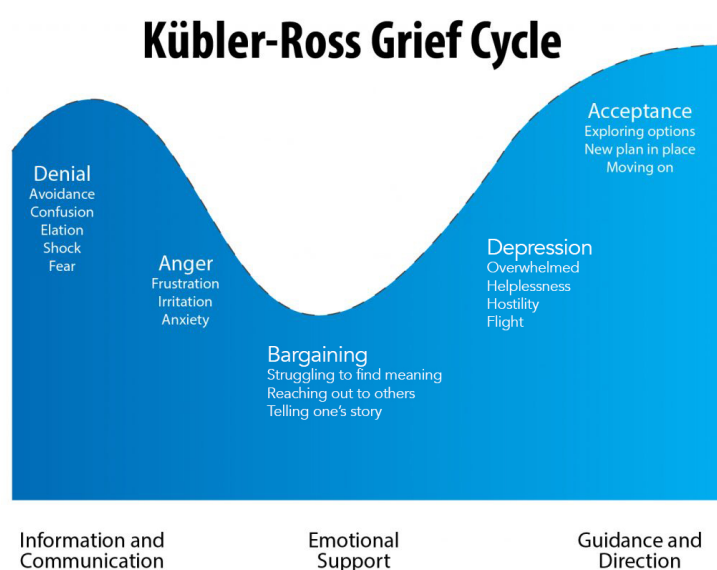 Kübler-Ross Grief Cycle
Denial
Avoidance
Confusion
Elation
Shock
Fear
Anger
Frustration
Irritation
Anxiety
Bargaining
Struggling to find meaning
Reaching out to others
Telling one's story
Depression
Overwhelmed
Helplessness
Hostility
Flight
Acceptance
Exploring options
New plan in place
Moving on
Information and
Communication
Emotional
Support
Guidance and
Direction